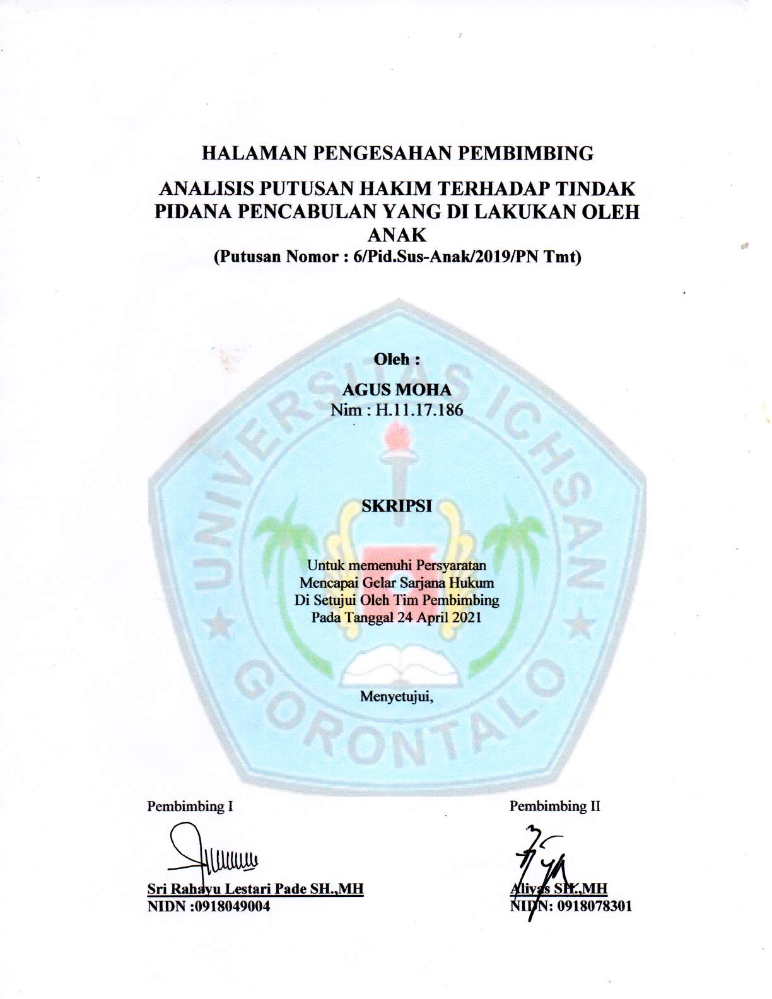 HALAMAN PENGESAHAN PEMBIMBING
ANALISIS PUTUSAN HAKIM TERHADAP TINDAK
PIDANA PENCABULAN YANG DI LAKUKAN OLEH
ANAK
(Putusan Nomor : 6/Pid.Sus-Anak/2019/PN Tmt)
UNIVERSITAS ICHSAN
Oleh :
AGUS MOHA
Nim : H.11.17.186
SKRIPSI
Untuk memenuhi Persyaratan
Mencapai Gelar Sarjana Hukum
Di Setujui Oleh Tim Pembimbing
Pada Tanggal 24 April 2021
Menyetujui,
GORONTALO
Pembimbing I
Pembimbing II
Sri Rahayu Lestari Pade SH.,MH
NIDN :0918049004
Aliyas SH.,MH
NIDN: 0918078301